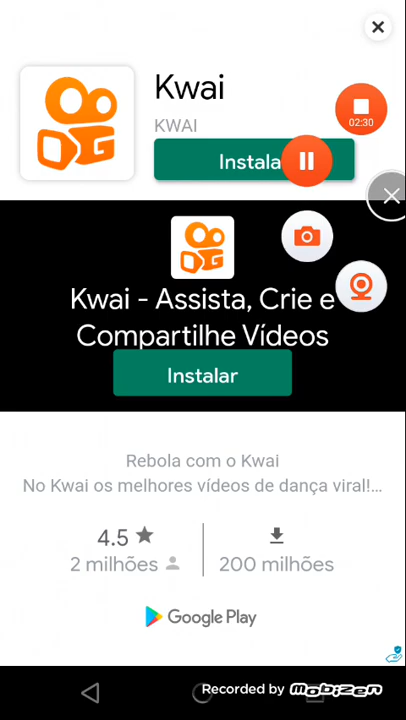 Kwai
KWAI
02:30
Instala
Kwai - Assista, Crie e
Compartilhe Vídeos
Instalar
Rebola com o Kwai
No Kwai os melhores vídeos de dança viral!...
4.5
2 milhões
200 milhões
Google Play
Recorded by Mobizen